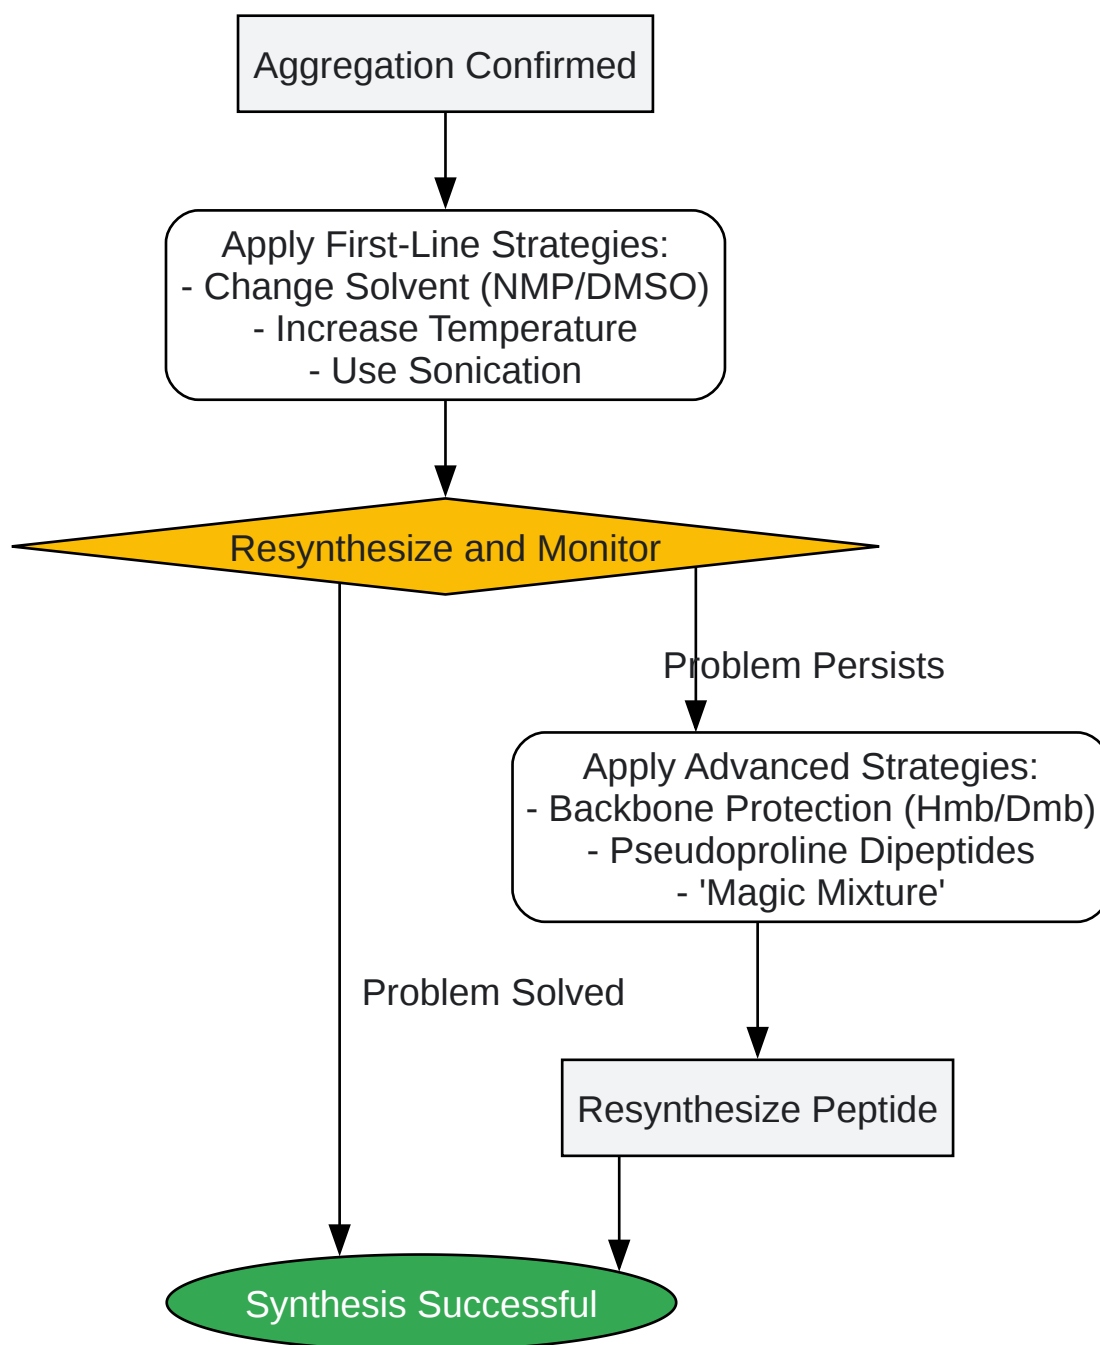 Aggregation Confirmed
Apply First-Line Strategies:
- Change Solvent (NMP/DMSO)
- Increase Temperature
- Use Sonication
Resynthesize and Monitor
Problem Persists
Apply Advanced Strategies:
- Backbone Protection (Hmb/Dmb)
- Pseudoproline Dipeptides
- 'Magic Mixture'
Problem Solved
Resynthesize Peptide
Synthesis Successful